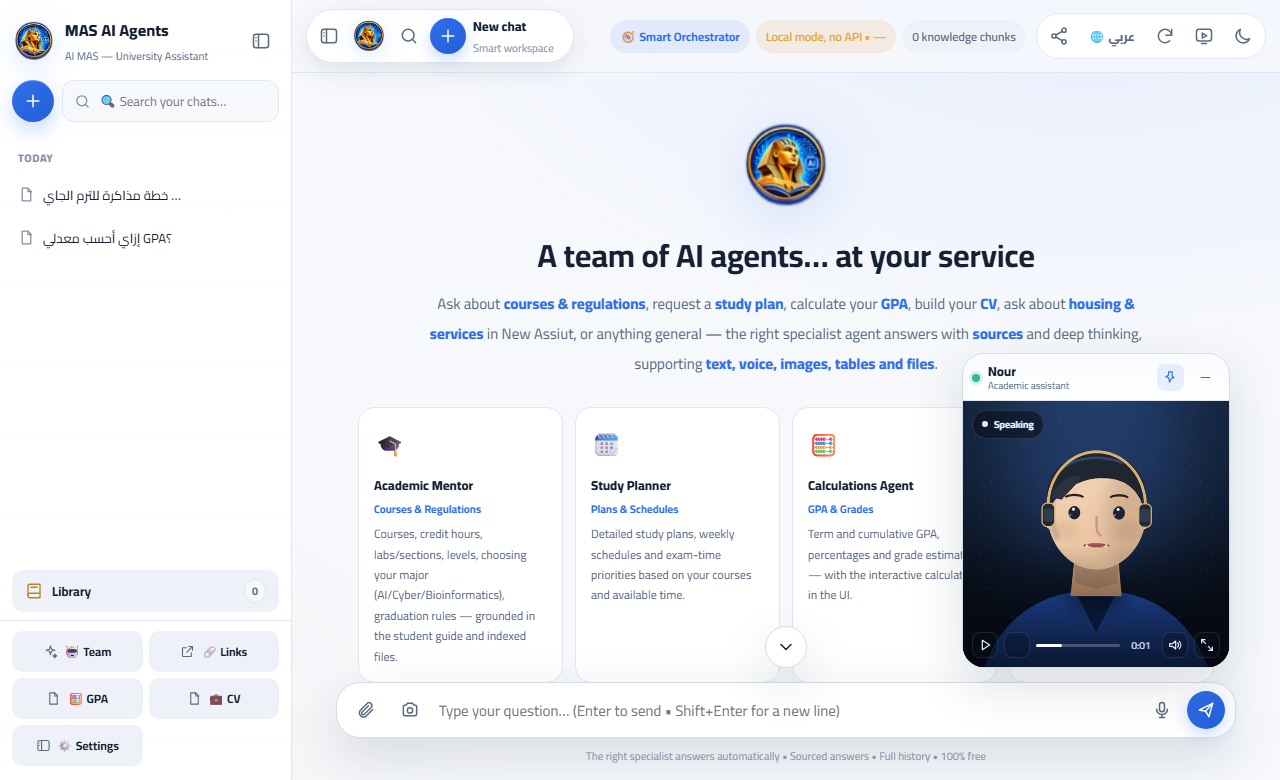 MAS AI Agents
AI MAS — University Assistant
Search your chats...
TODAY
خطة مذاكرة للترم الجاي ...
إزاي أحسب معدلي GPA؟
Library
0
Team
Links
GPA
CV
Settings
New chat
Smart workspace
Smart Orchestrator
Local mode, no API • —
0 knowledge chunks
عربي
AI
A team of AI agents... at your service
Ask about courses & regulations, request a study plan, calculate your GPA, build your CV, ask about housing &
services in New Assiut, or anything general — the right specialist agent answers with sources and deep thinking,
supporting text, voice, images, tables and files.
Academic Mentor
Courses & Regulations
Courses, credit hours,
labs/sections, levels, choosing
your major
(AI/Cyber/Bioinformatics),
graduation rules — grounded in
the student guide and indexed
files.
Study Planner
Plans & Schedules
Detailed study plans, weekly
schedules and exam-time
priorities based on your courses
and available time.
Calculations Agent
GPA & Grades
Term and cumulative GPA,
percentages and grade estimat
— with the interactive calculat
in the UI.
Nour
Academic assistant
Speaking
0:01
Type your question... (Enter to send • Shift+Enter for a new line)
The right specialist answers automatically • Sourced answers • Full history • 100% free